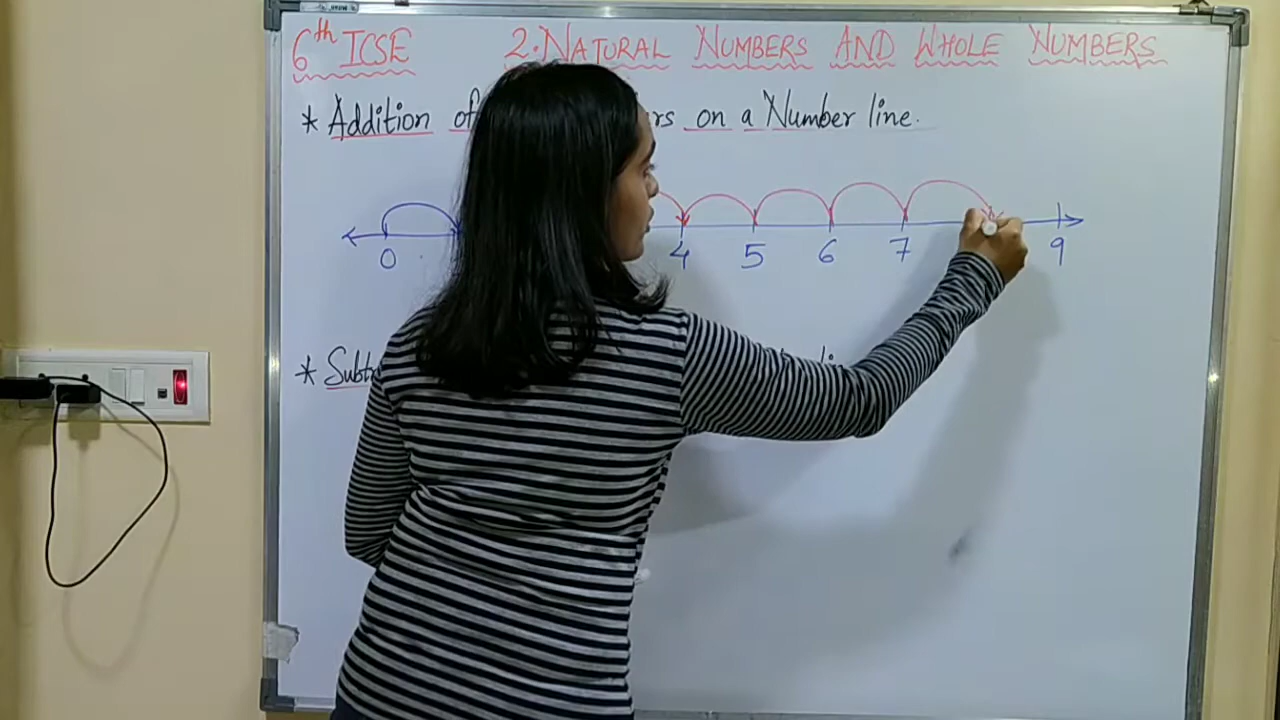 6th ICSE 2. NATURAL NUMBERS AND WHOLE NUMBERS
* Addition of on a Number line.
0 4 5 6 7 9
*